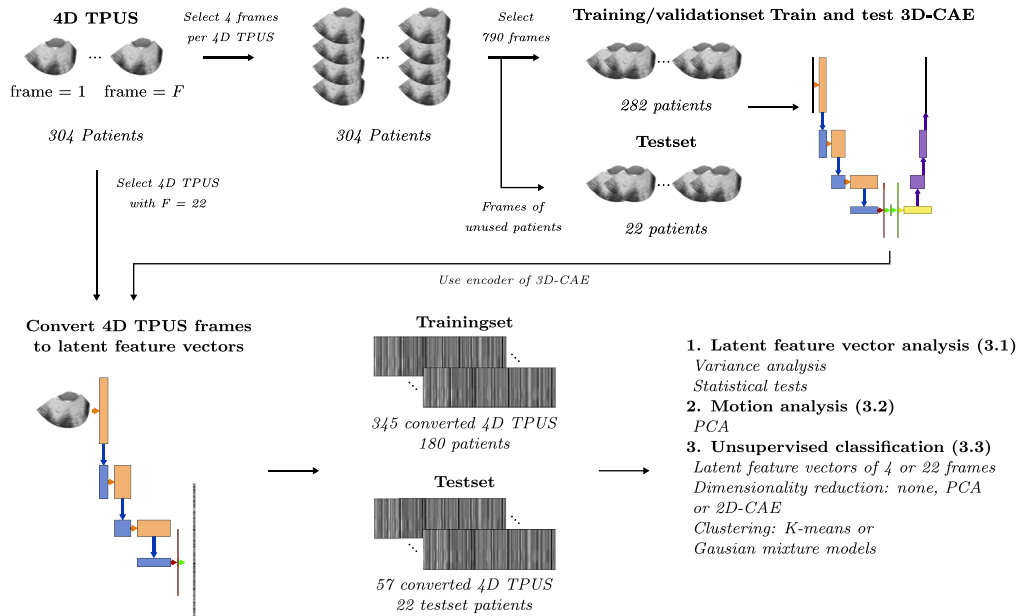 4D TPUS
...
frame = 1 frame = F
304 Patients
Select 4 frames
per 4D TPUS
...
304 Patients
Select
790 frames
Frames of
unused patients
Training/validationset Train and test 3D-CAE
...
282 patients
Testset
...
22 patients
Select 4D TPUS
with F = 22
Use encoder of 3D-CAE
Convert 4D TPUS frames
to latent feature vectors
Trainingset
345 converted 4D TPUS
180 patients
Testset
57 converted 4D TPUS
22 testset patients
1. Latent feature vector analysis (3.1)
Variance analysis
Statistical tests
2. Motion analysis (3.2)
PCA
3. Unsupervised classification (3.3)
Latent feature vectors of 4 or 22 frames
Dimensionality reduction: none, PCA
or 2D-CAE
Clustering: K-means or
Gaussian mixture models